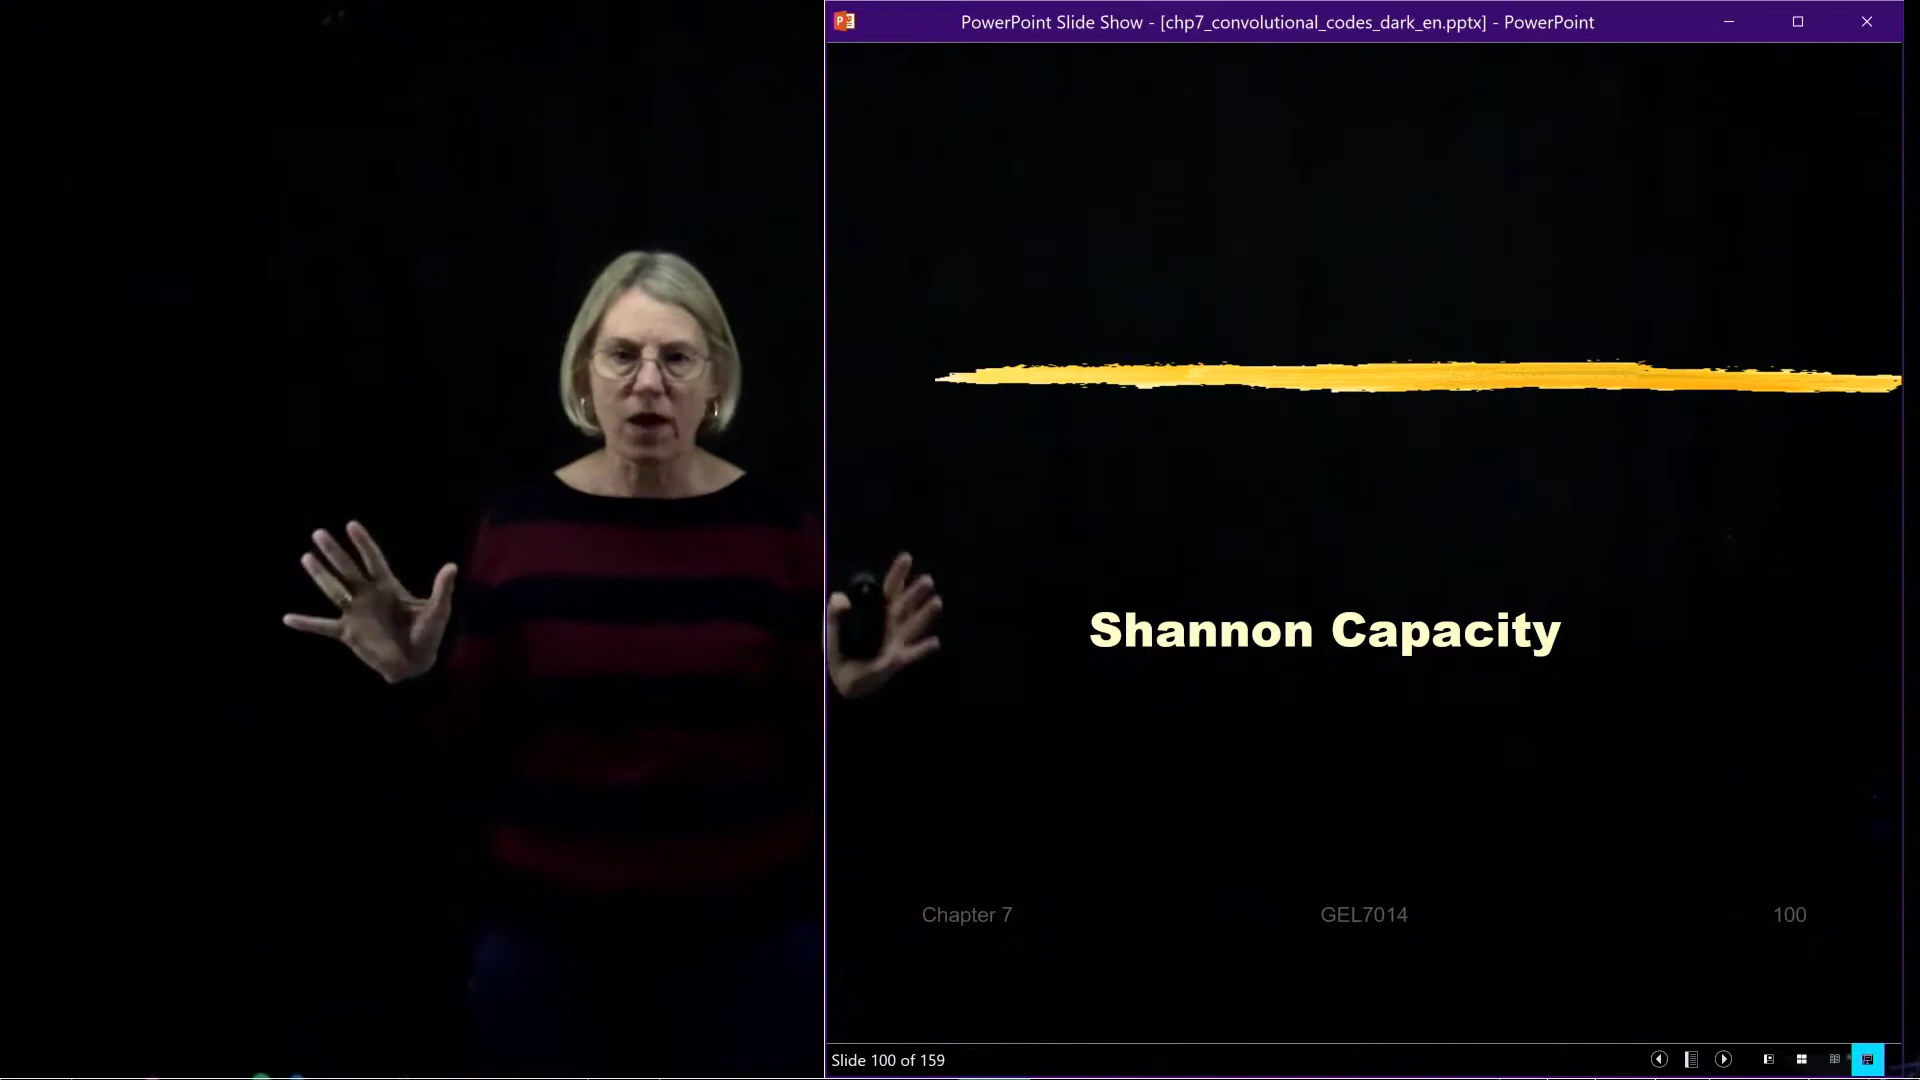 PowerPoint Slide Show - [chp7_convolutional_codes_dark_en.pptx] - PowerPoint
Shannon Capacity
Chapter 7
GEL7014
100
Slide 100 of 159